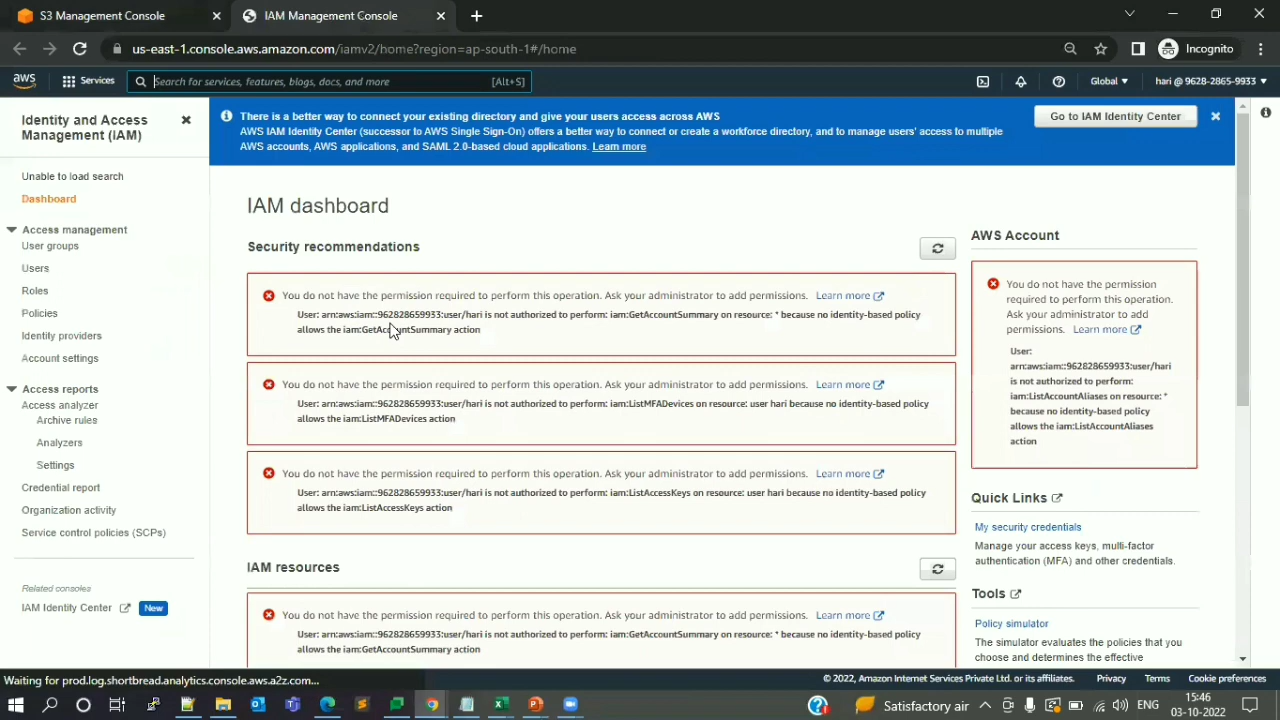 S3 Management Console
IAM Management Console
us-east-1.console.aws.amazon.com/iamv2/home?region=ap-south-1#/home
Incognito
aws
Services
Search for services, features, blogs, docs, and more
[Alt+S]
Global
hari @ 9628-2865-9933
Identity and Access
Management (IAM)
Unable to load search
Dashboard
Access management
User groups
Users
Roles
Policies
Identity providers
Account settings
Access reports
Access analyzer
Archive rules
Analyzers
Settings
Credential report
Organization activity
Service control policies (SCPs)
Related consoles
IAM Identity Center
New
There is a better way to connect your existing directory and give your users access across AWS
AWS IAM Identity Center (successor to AWS Single Sign-On) offers a better way to connect or create a workforce directory, and to manage users' access to multiple
AWS accounts, AWS applications, and SAML 2.0-based cloud applications. Learn more
Go to IAM Identity Center
IAM dashboard
Security recommendations
You do not have the permission required to perform this operation. Ask your administrator to add permissions. Learn more
User: arn:aws:iam::962828659933:user/hari is not authorized to perform: iam:GetAccountSummary on resource: * because no identity-based policy
allows the iam:GetAccountSummary action
You do not have the permission required to perform this operation. Ask your administrator to add permissions. Learn more
User: arn:aws:iam::962828659933:user/hari is not authorized to perform: iam:ListMFADevices on resource: user hari because no identity-based policy
allows the iam:ListMFADevices action
You do not have the permission required to perform this operation. Ask your administrator to add permissions. Learn more
User: arn:aws:iam::962828659933:user/hari is not authorized to perform: iam:ListAccessKeys on resource: user hari because no identity-based policy
allows the iam:ListAccessKeys action
IAM resources
You do not have the permission required to perform this operation. Ask your administrator to add permissions. Learn more
User: arn:aws:iam::962828659933:user/hari is not authorized to perform: iam:GetAccountSummary on resource: * because no identity-based policy
allows the iam:GetAccountSummary action
AWS Account
You do not have the permission
required to perform this operation.
Ask your administrator to add
permissions. Learn more
User:
arn:aws:iam::962828659933:user/hari
is not authorized to perform:
iam:ListAccountAliases on resource: *
because no identity-based policy
allows the iam:ListAccountAliases
action
Quick Links
My security credentials
Manage your access keys, multi-factor
authentication (MFA) and other credentials.
Tools
Policy simulator
The simulator evaluates the policies that you
choose and determines the effective
Waiting for prod.log.shortbread.analytics.console.aws.a2z.com...
© 2022, Amazon Internet Services Private Ltd. or its affiliates.
Privacy
Terms
Cookie preferences
Satisfactory air
15:46
03-10-2022